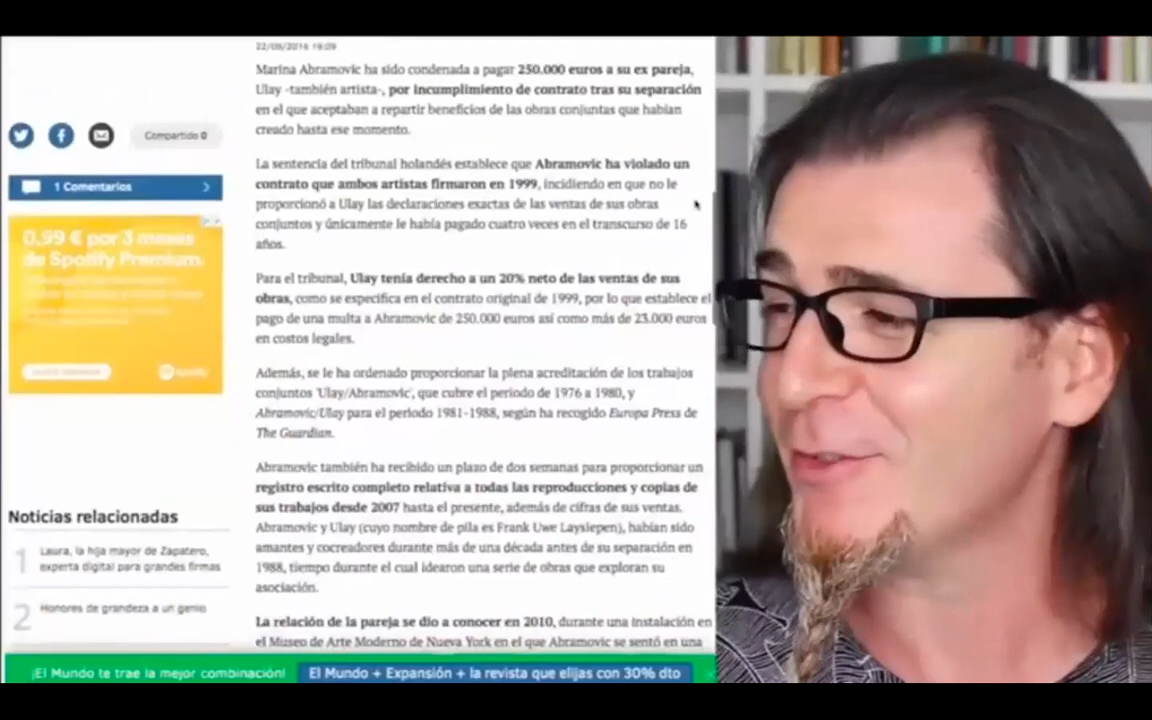 22/09/2016 19:09
Marina Abramovic ha sido condenada a pagar 250.000 euros a su ex pareja,
Ulay -también artista-, por incumplimiento de contrato tras su separación
en el que aceptaban a repartir beneficios de las obras conjuntas que habían
creado hasta ese momento.
Compartido 0
La sentencia del tribunal holandés establece que Abramovic ha violado un
contrato que ambos artistas firmaron en 1999, incidiendo en que no le
proporcionó a Ulay las declaraciones exactas de las ventas de sus obras
conjuntos y únicamente le había pagado cuatro veces en el transcurso de 16
años.
1 Comentarios
0,99 € por 3 meses
de Spotify Premium.
Para el tribunal, Ulay tenía derecho a un 20% neto de las ventas de sus
obras, como se especifica en el contrato original de 1999, por lo que establece el
pago de una multa a Abramovic de 250.000 euros así como más de 23.000 euros
en costos legales.
Además, se le ha ordenado proporcionar la plena acreditación de los trabajos
conjuntos 'Ulay/Abramovic', que cubre el periodo de 1976 a 1980, y
Abramovic/Ulay para el periodo 1981-1988, según ha recogido Europa Press de
The Guardian.
Abramovic también ha recibido un plazo de dos semanas para proporcionar un
registro escrito completo relativa a todas las reproducciones y copias de
sus trabajos desde 2007 hasta el presente, además de cifras de sus ventas.
Abramovic y Ulay (cuyo nombre de pila es Frank Uwe Laysiepen), habían sido
amantes y cocreadores durante más de una década antes de su separación en
1988, tiempo durante el cual idearon una serie de obras que exploran su
asociación.
La relación de la pareja se dio a conocer en 2010, durante una instalación en
el Museo de Arte Moderno de Nueva York en el que Abramovic se sentó en una
Noticias relacionadas
1 Laura, la hija mayor de Zapatero,
experta digital para grandes firmas
2 Honores de grandeza a un genio
¡El Mundo te trae la mejor combinación!
El Mundo + Expansión + la revista que elijas con 30% dto